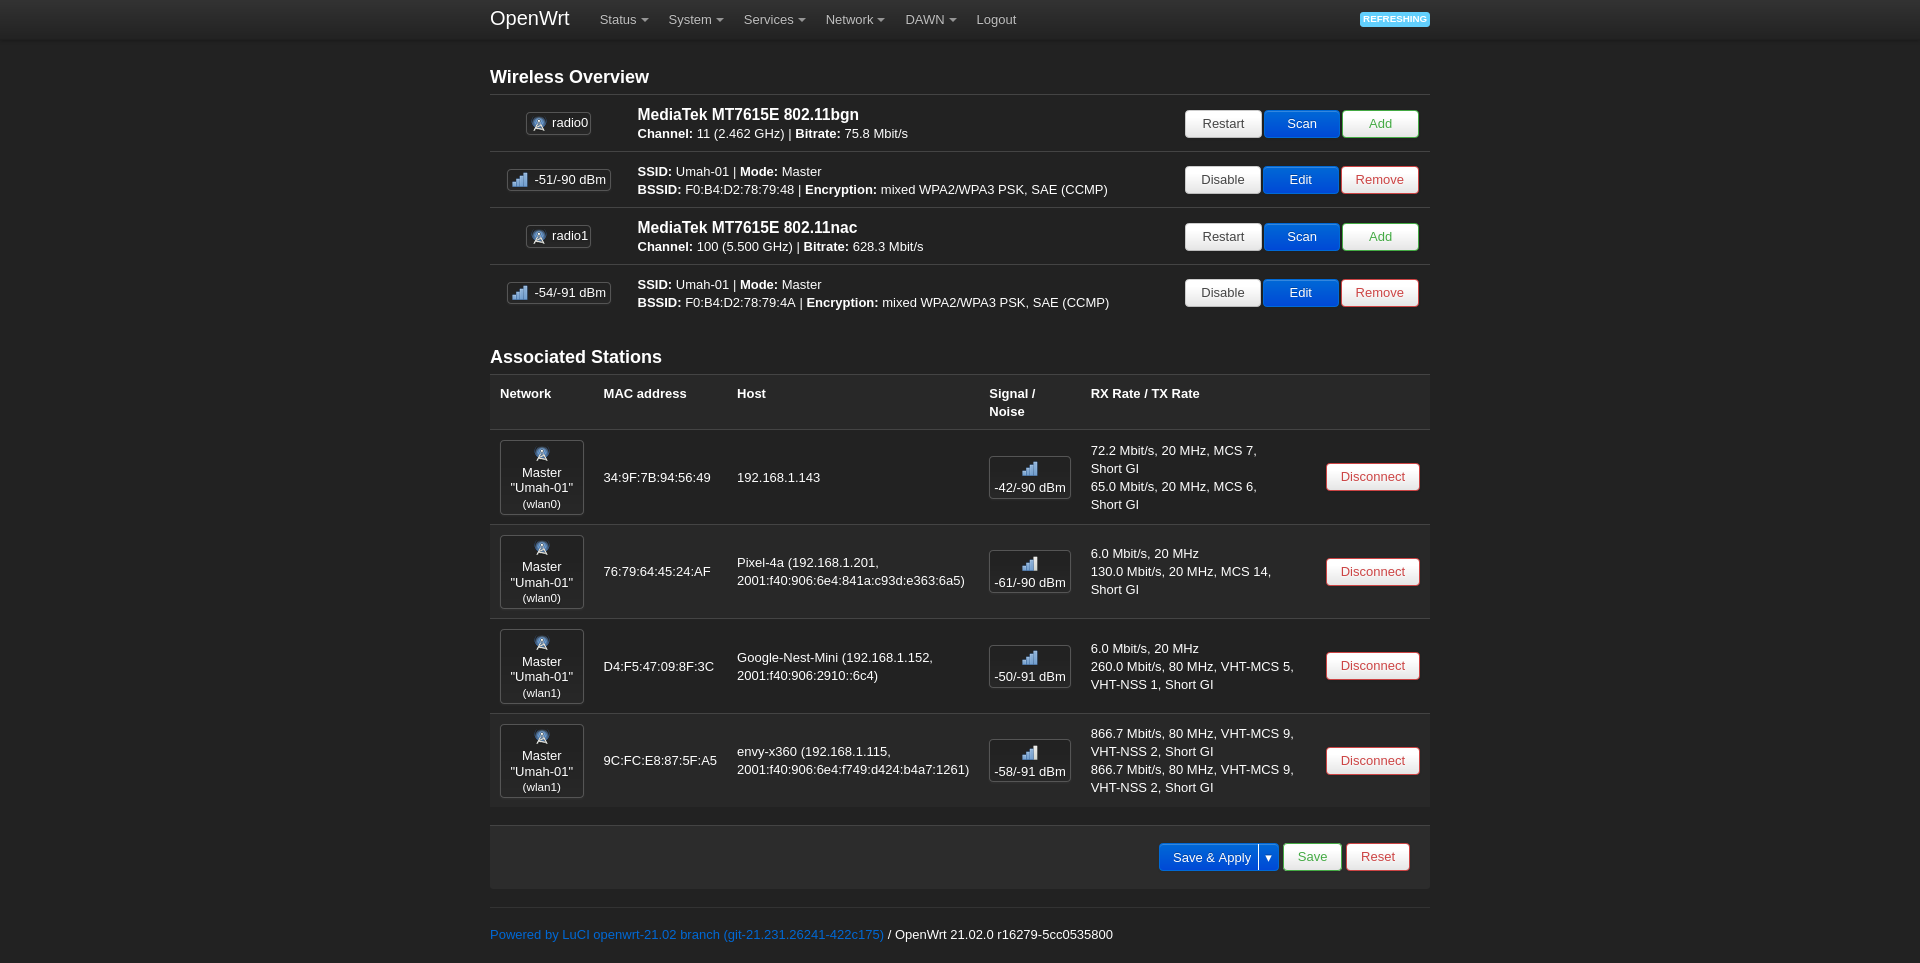 OpenWrt Status System Services Network DAWN Logout REFRESHING
Wireless Overview
radio0 MediaTek MT7615E 802.11bgn
Channel: 11 (2.462 GHz) | Bitrate: 75.8 Mbit/s
Restart Scan Add
-51/-90 dBm SSID: Umah-01 | Mode: Master
BSSID: F0:B4:D2:78:79:48 | Encryption: mixed WPA2/WPA3 PSK, SAE (CCMP)
Disable Edit Remove
radio1 MediaTek MT7615E 802.11nac
Channel: 100 (5.500 GHz) | Bitrate: 628.3 Mbit/s
Restart Scan Add
-54/-91 dBm SSID: Umah-01 | Mode: Master
BSSID: F0:B4:D2:78:79:4A | Encryption: mixed WPA2/WPA3 PSK, SAE (CCMP)
Disable Edit Remove
Associated Stations
Network MAC address Host Signal / Noise RX Rate / TX Rate
Master
"Umah-01"
(wlan0)
34:9F:7B:94:56:49
192.168.1.143
-42/-90 dBm
72.2 Mbit/s, 20 MHz, MCS 7,
Short GI
65.0 Mbit/s, 20 MHz, MCS 6,
Short GI
Disconnect
Master
"Umah-01"
(wlan0)
76:79:64:45:24:AF
Pixel-4a (192.168.1.201,
2001:f40:906:6e4:841a:c93d:e363:6a5)
-61/-90 dBm
6.0 Mbit/s, 20 MHz
130.0 Mbit/s, 20 MHz, MCS 14,
Short GI
Disconnect
Master
"Umah-01"
(wlan1)
D4:F5:47:09:8F:3C
Google-Nest-Mini (192.168.1.152,
2001:f40:906:2910::6c4)
-50/-91 dBm
6.0 Mbit/s, 20 MHz
260.0 Mbit/s, 80 MHz, VHT-MCS 5,
VHT-NSS 1, Short GI
Disconnect
Master
"Umah-01"
(wlan1)
9C:FC:E8:87:5F:A5
envy-x360 (192.168.1.115,
2001:f40:906:6e4:f749:d424:b4a7:1261)
-58/-91 dBm
866.7 Mbit/s, 80 MHz, VHT-MCS 9,
VHT-NSS 2, Short GI
866.7 Mbit/s, 80 MHz, VHT-MCS 9,
VHT-NSS 2, Short GI
Disconnect
Save & Apply ▾ Save Reset
Powered by LuCI openwrt-21.02 branch (git-21.231.26241-422c175) / OpenWrt 21.02.0 r16279-5cc0535800